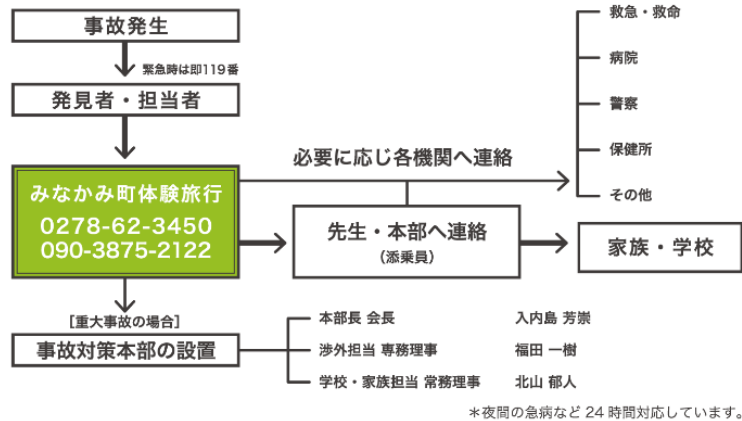 事故発生
緊急時は即119番
発見者・担当者
みなかみ町体験旅行
0278-62-3450
090-3875-2122
必要に応じ各機関へ連絡
救急・救命
病院
警察
保健所
その他
先生・本部へ連絡
（添乗員）
家族・学校
［重大事故の場合］
事故対策本部の設置
本部長 会長 入内島 芳崇
渉外担当 専務理事 福田 一樹
学校・家族担当 常務理事 北山 郁人
＊夜間の急病など 24 時間対応しています。